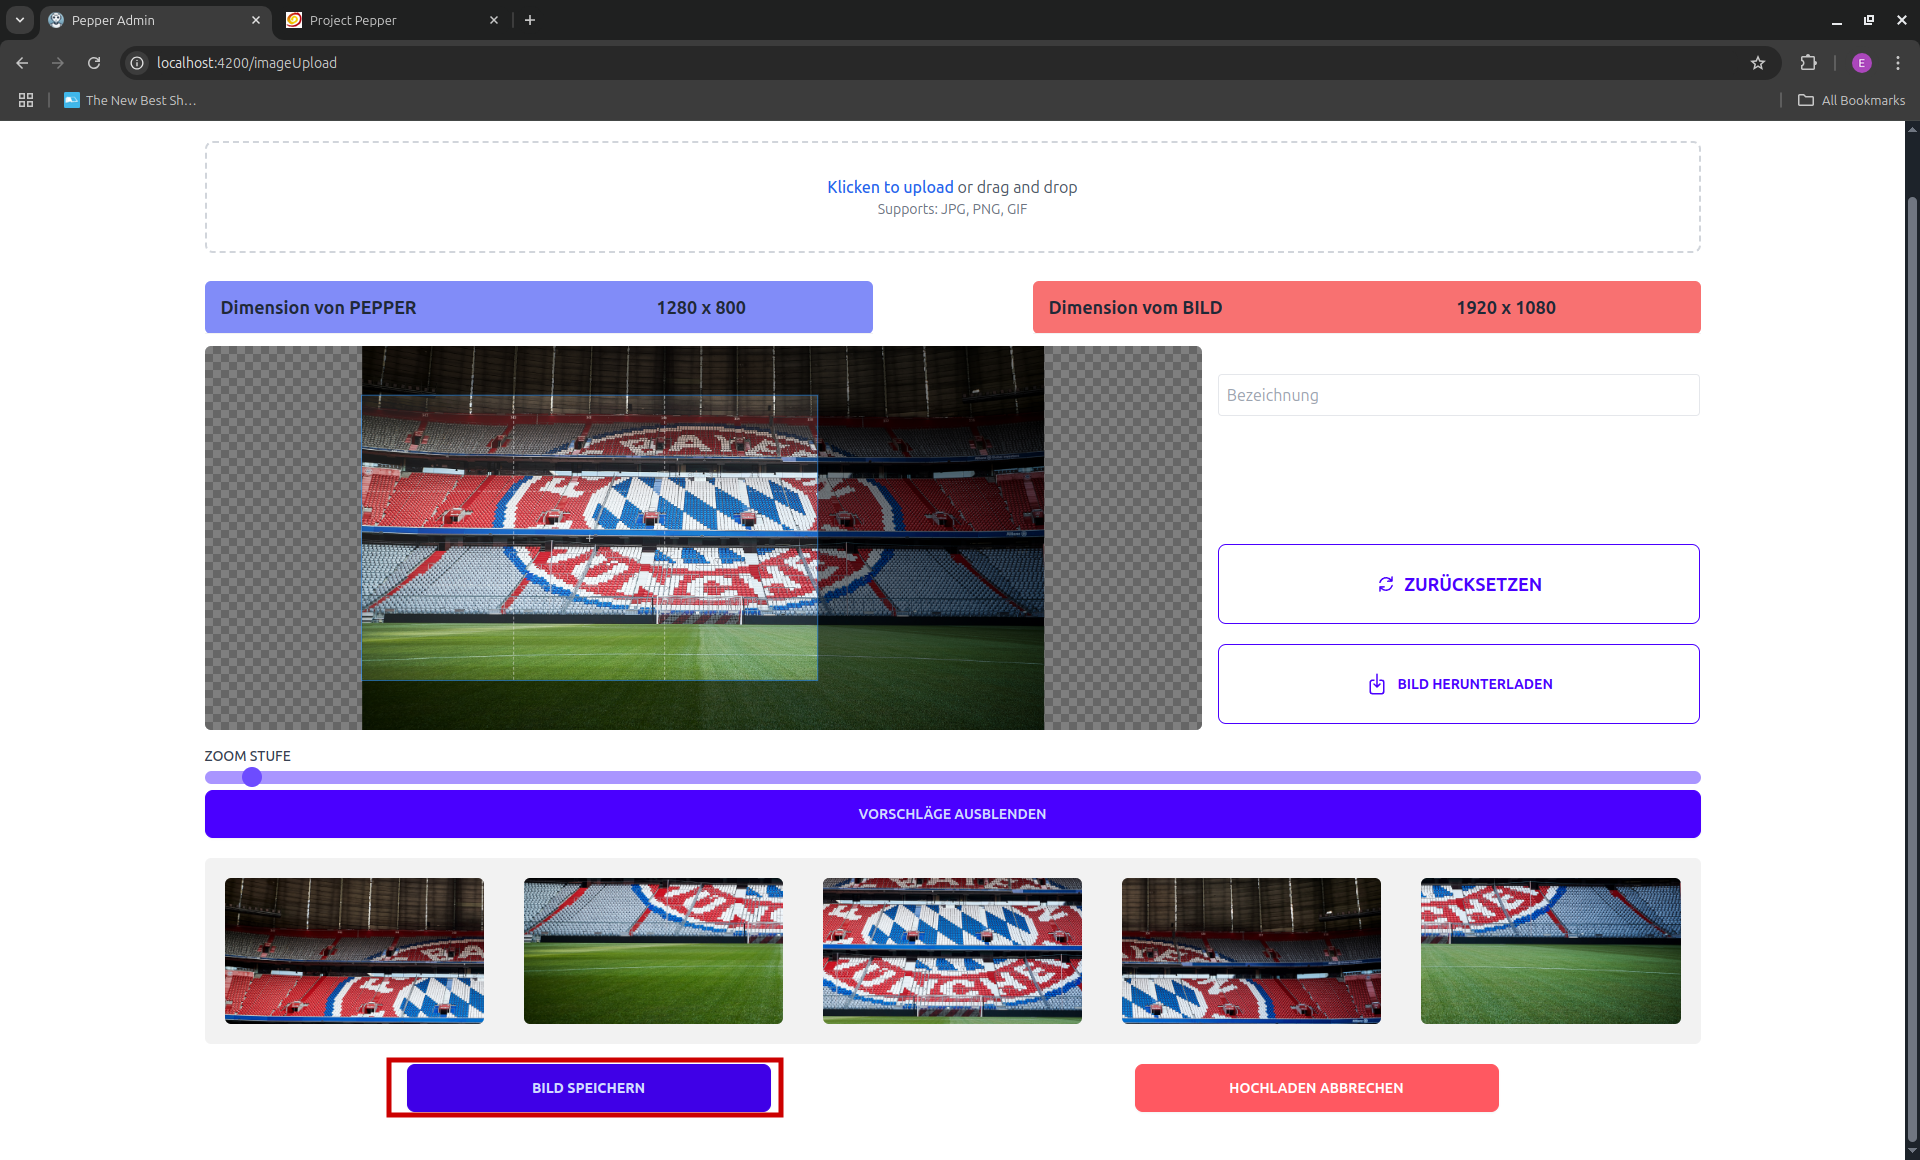 Pepper Admin
Project Pepper
localhost:4200/imageUpload
E
The New Best Sh...
All Bookmarks
Klicken to upload or drag and drop
Supports: JPG, PNG, GIF
Dimension von PEPPER 1280 x 800
Dimension vom BILD 1920 x 1080
Bezeichnung
ZURÜCKSETZEN
BILD HERUNTERLADEN
ZOOM STUFE
VORSCHLÄGE AUSBLENDEN
BILD SPEICHERN
HOCHLADEN ABBRECHEN